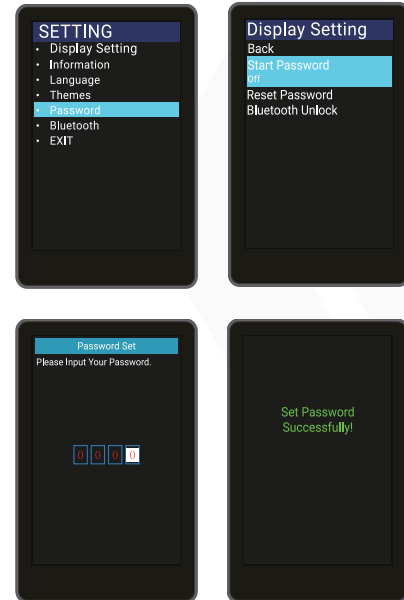 SETTING
• Display Setting
• Information
• Language
• Themes
• Password
• Bluetooth
• EXIT
Display Setting
Back
Start Password
Off
Reset Password
Bluetooth Unlock
Password Set
Please Input Your Password.
0 0 0 0
Set Password
Successfully!